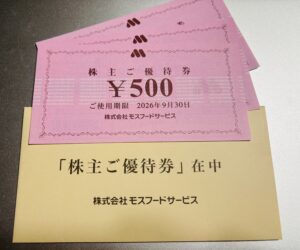 株主ご優待券
¥500
ご使用期限 2026年9月30日
株式会社モスフードサービス
「株主ご優待券」在中
株式会社モスフードサービス